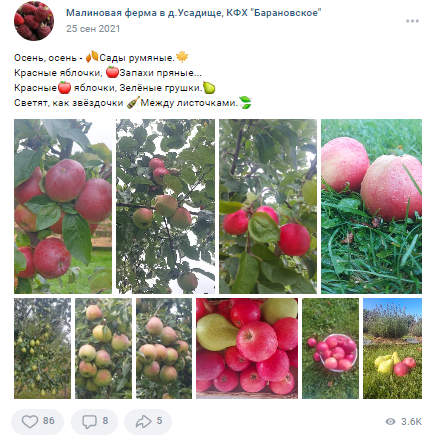 Малиновая ферма в д.Усадище, КФХ "Барановское"
25 сен 2021
Осень, осень - 🍂Сады румяные.🍁
Красные яблочки, 🍎Запахи пряные...
Красные🍎 яблочки, Зелёные грушки.🍐
Светят, как звёздочки 🍾Между листочками.🍃
86 8 5 3.6K